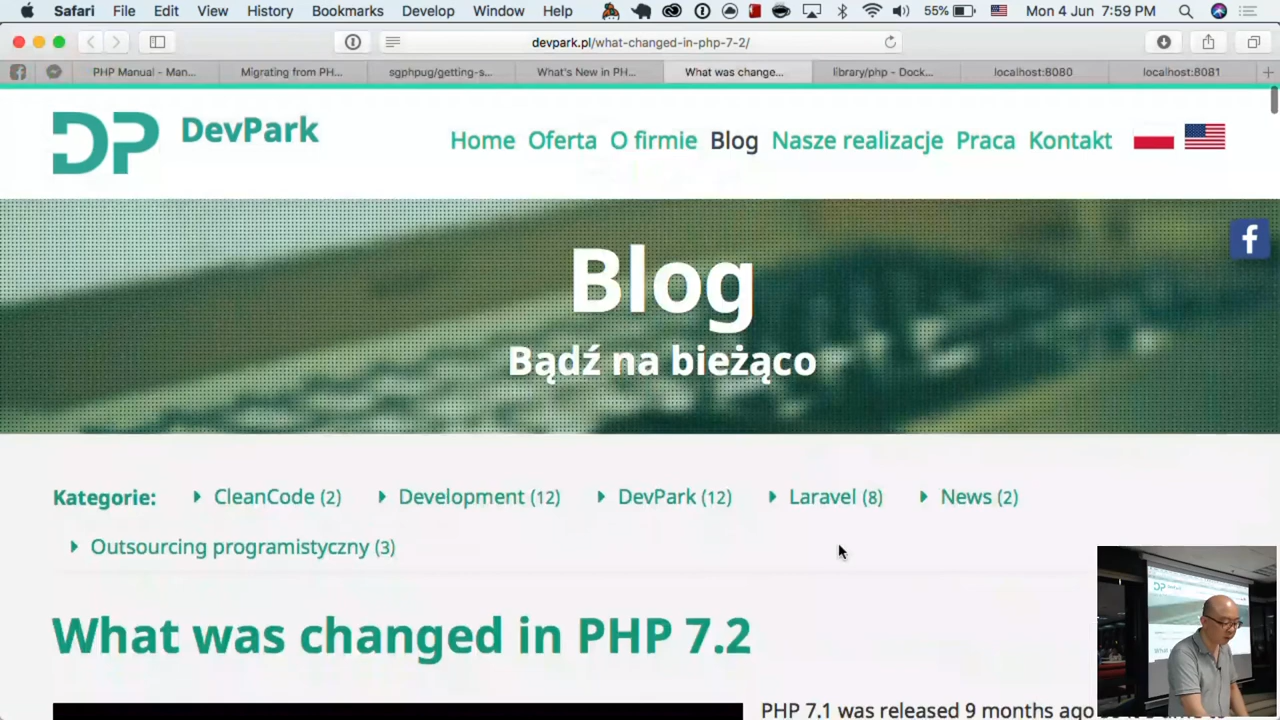 Safari File Edit View History Bookmarks Develop Window Help 55% Mon 4 Jun 7:59 PM
devpark.pl/what-changed-in-php-7-2/
PHP Manual - Man... Migrating from PH... sgphpug/getting-s... What's New in PH... What was change... library/php - Dock... localhost:8080 localhost:8081
DP DevPark Home Oferta O firmie Blog Nasze realizacje Praca Kontakt
Blog
Bądź na bieżąco
Kategorie: CleanCode (2) Development (12) DevPark (12) Laravel (8) News (2)
Outsourcing programistyczny (3)
What was changed in PHP 7.2
PHP 7.1 was released 9 months ago